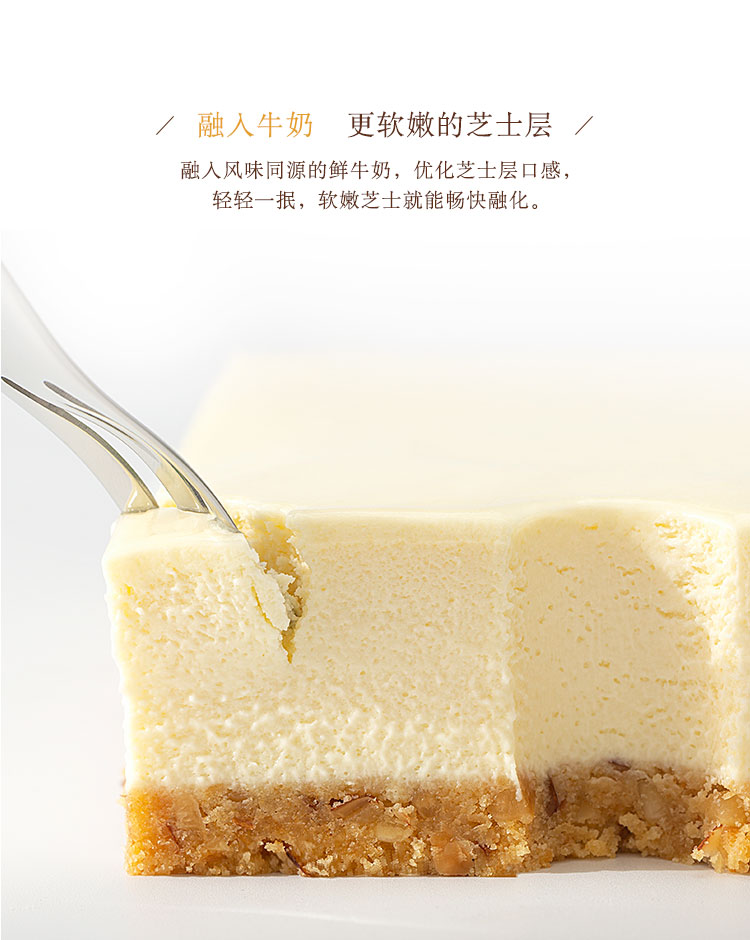 融入牛奶 更软嫩的芝士层
融入风味同源的鲜牛奶，优化芝士层口感，
轻轻一抿，软嫩芝士就能畅快融化。